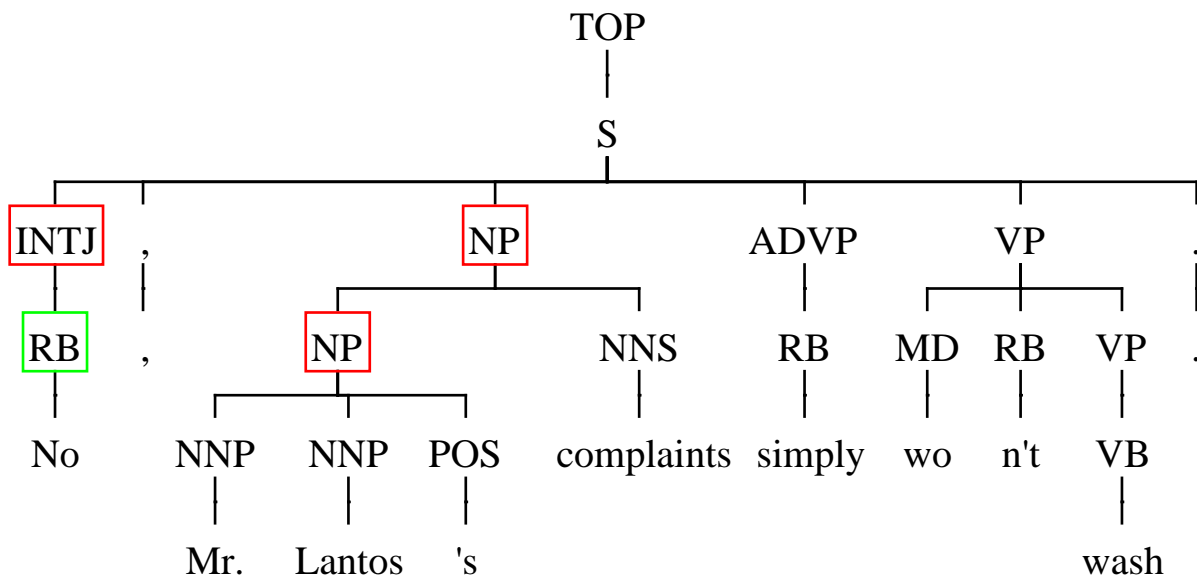 TOP
S
INTJ , NP ADVP VP .
RB , NP NNS RB MD RB VP .
No NNP NNP POS complaints simply wo n't VB
Mr. Lantos 's wash